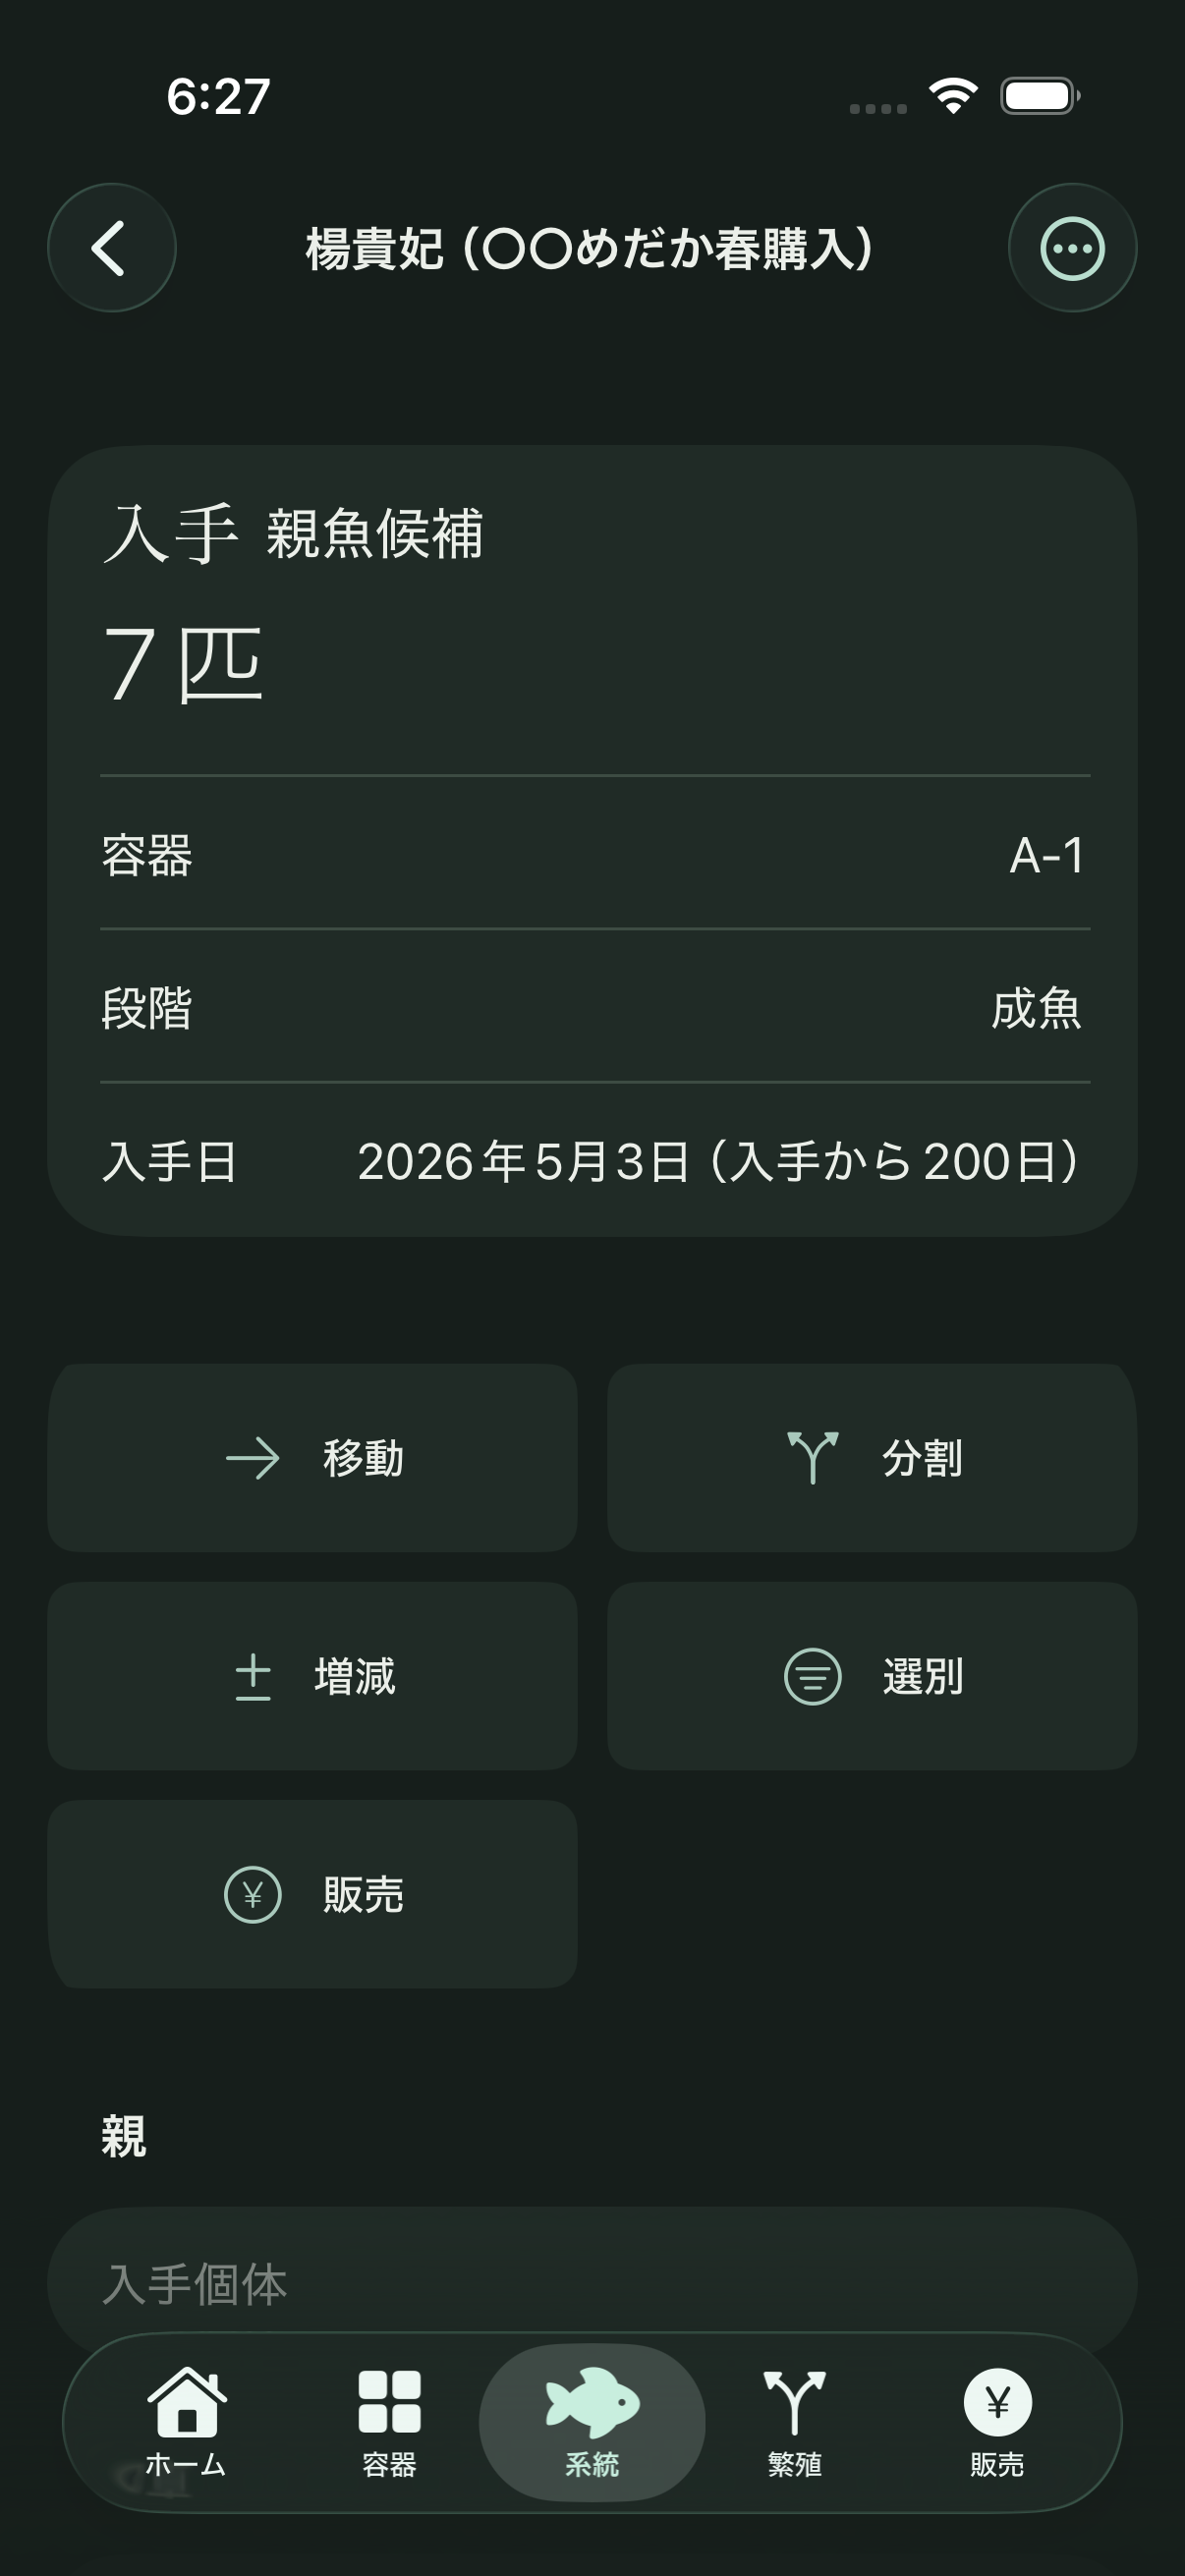 6:27
楊貴妃（〇〇めだか春購入）
入手 親魚候補
7匹
容器 A-1
段階 成魚
入手日 2026年5月3日（入手から200日）
移動 分割
増減 選別
¥ 販売
親
入手個体
ホーム 容器 系統 繁殖 ¥ 販売